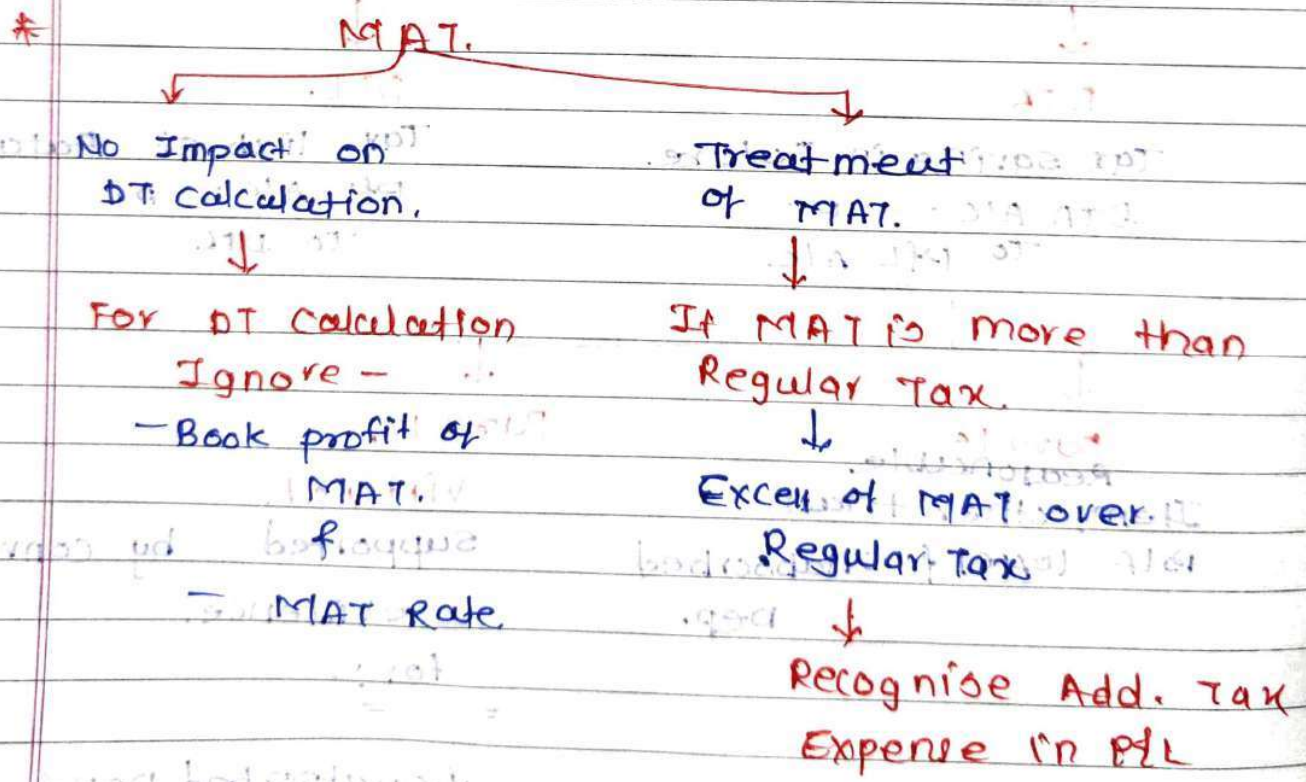 * MAT.
No Impact on
DT calculation.
For DT calculation
Ignore -
- Book profit of
MAT.
&
- MAT Rate
Treatment
of MAT.
If MAT is more than
Regular Tax.
Excess of MAT over
Regular Tax
Recognise Add. Tax
Expense in P&L